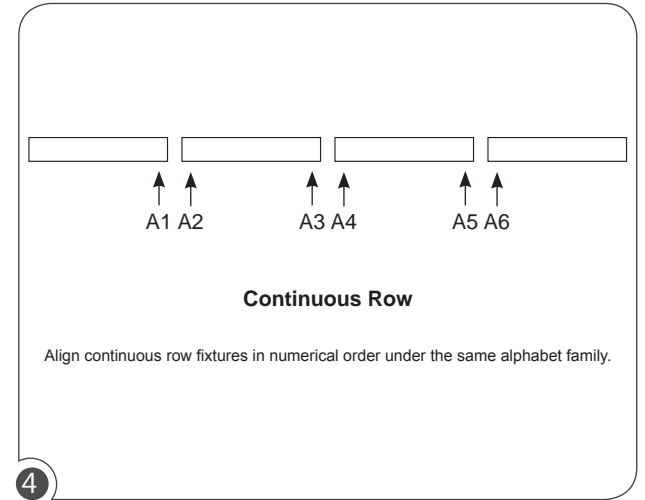 A1 A2 A3 A4 A5 A6
Continuous Row
Align continuous row fixtures in numerical order under the same alphabet family.
4